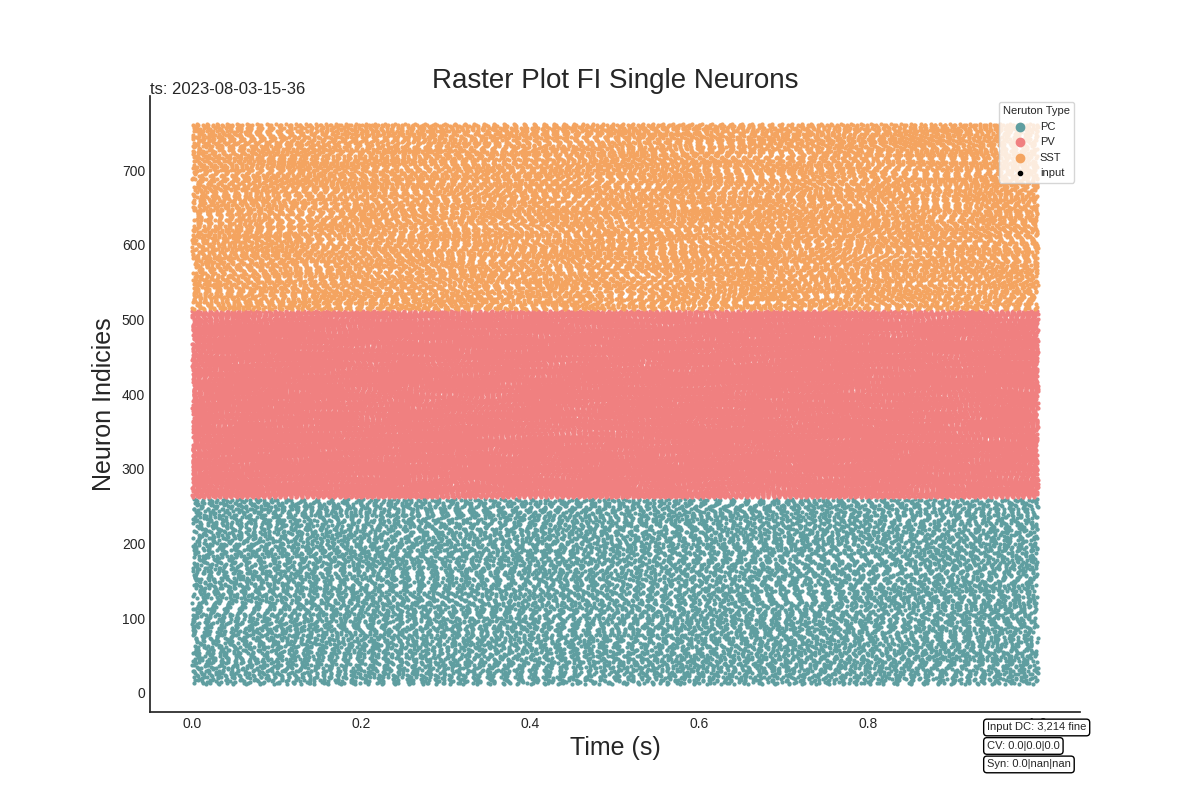 Raster Plot FI Single Neurons
ts: 2023-08-03-15-36
Neruton Type
PC
PV
SST
input
Neuron Indicies
700
600
500
400
300
200
100
0
0.0
0.2
0.4
0.6
0.8
Time (s)
Input DC: 3,214 fine
CV: 0.0|0.0|0.0
Syn: 0.0|nan|nan